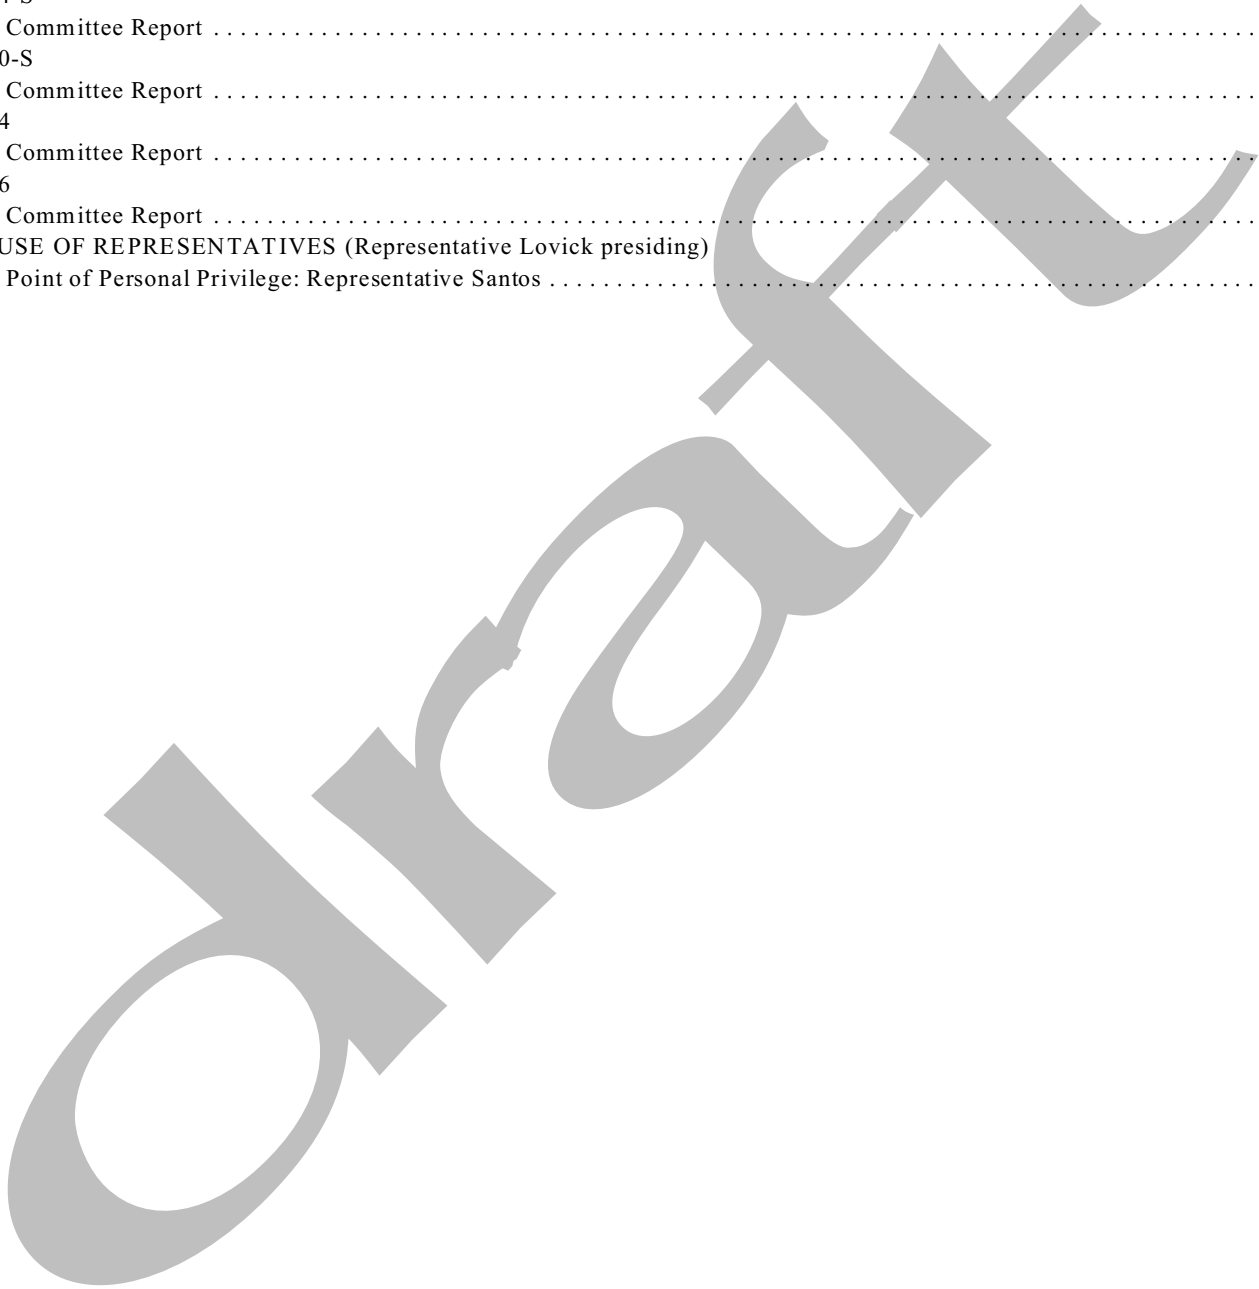 4-S
Committee Report . . . . . . . . . . . . . . . . . . . . . . . . . . . . . . . . . . . . . . . . . . . . . . . . . . . . . . . . . . . . . . . . . . . . . . . . . . . . . .
0-S
Committee Report . . . . . . . . . . . . . . . . . . . . . . . . . . . . . . . . . . . . . . . . . . . . . . . . . . . . . . . . . . . . . . . . . . . . . . . . . . . . . .
4
Committee Report . . . . . . . . . . . . . . . . . . . . . . . . . . . . . . . . . . . . . . . . . . . . . . . . . . . . . . . . . . . . . . . . . . . . . . . . . . . . . .
6
Committee Report . . . . . . . . . . . . . . . . . . . . . . . . . . . . . . . . . . . . . . . . . . . . . . . . . . . . . . . . . . . . . . . . . . . . . . . . . . . . . .
USE OF REPRESENTATIVES (Representative Lovick presiding)
Point of Personal Privilege: Representative Santos . . . . . . . . . . . . . . . . . . . . . . . . . . . . . . . . . . . . . . . . . . . . . . . . . . . . .
draft